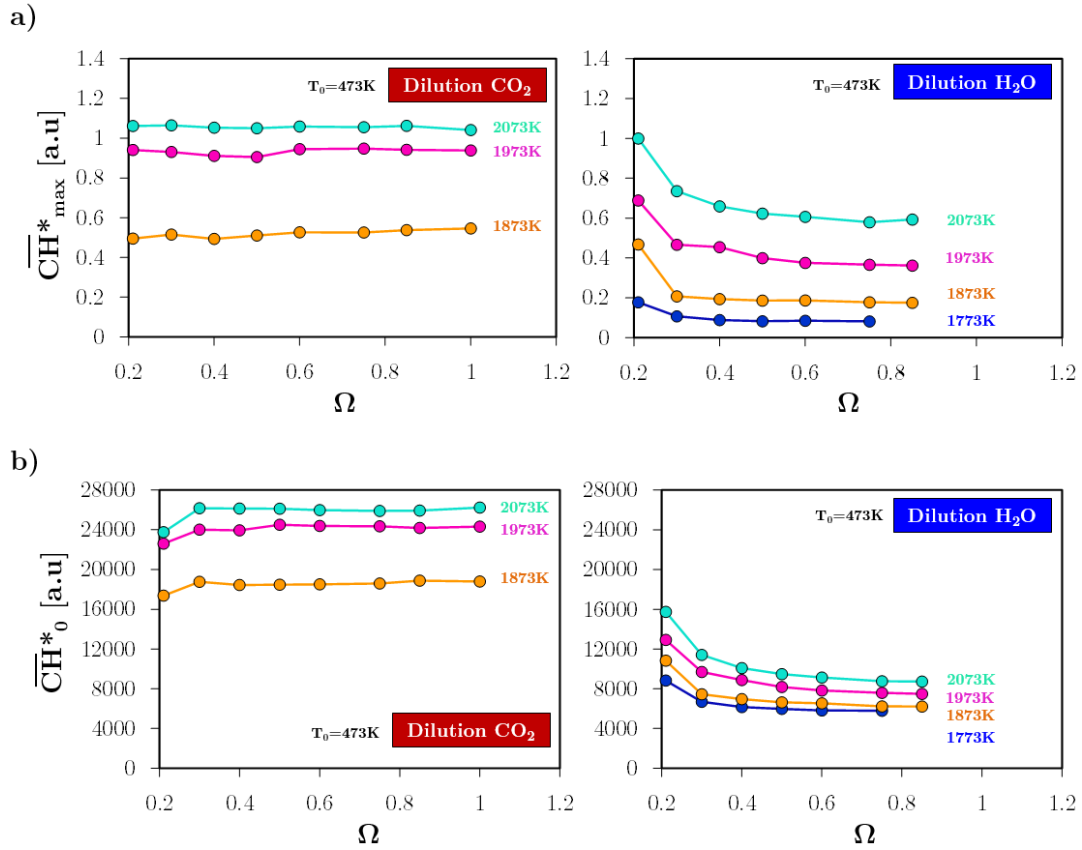 a)
1.4
1.2
1
0.8
0.6
0.4
0.2
0
C̅H̅*max [a.u]
T₀=473K
Dilution CO₂
2073K
1973K
1873K
0.2 0.4 0.6 0.8 1 1.2
Ω
1.4
1.2
1
0.8
0.6
0.4
0.2
0
T₀=473K
Dilution H₂O
2073K
1973K
1873K
1773K
0.2 0.4 0.6 0.8 1 1.2
Ω
b)
28000
24000
20000
16000
12000
8000
4000
0
C̅H̅*₀ [a.u]
2073K
1973K
1873K
T₀=473K
Dilution CO₂
0.2 0.4 0.6 0.8 1 1.2
Ω
28000
24000
20000
16000
12000
8000
4000
0
T₀=473K
Dilution H₂O
2073K
1973K
1873K
1773K
0.2 0.4 0.6 0.8 1 1.2
Ω